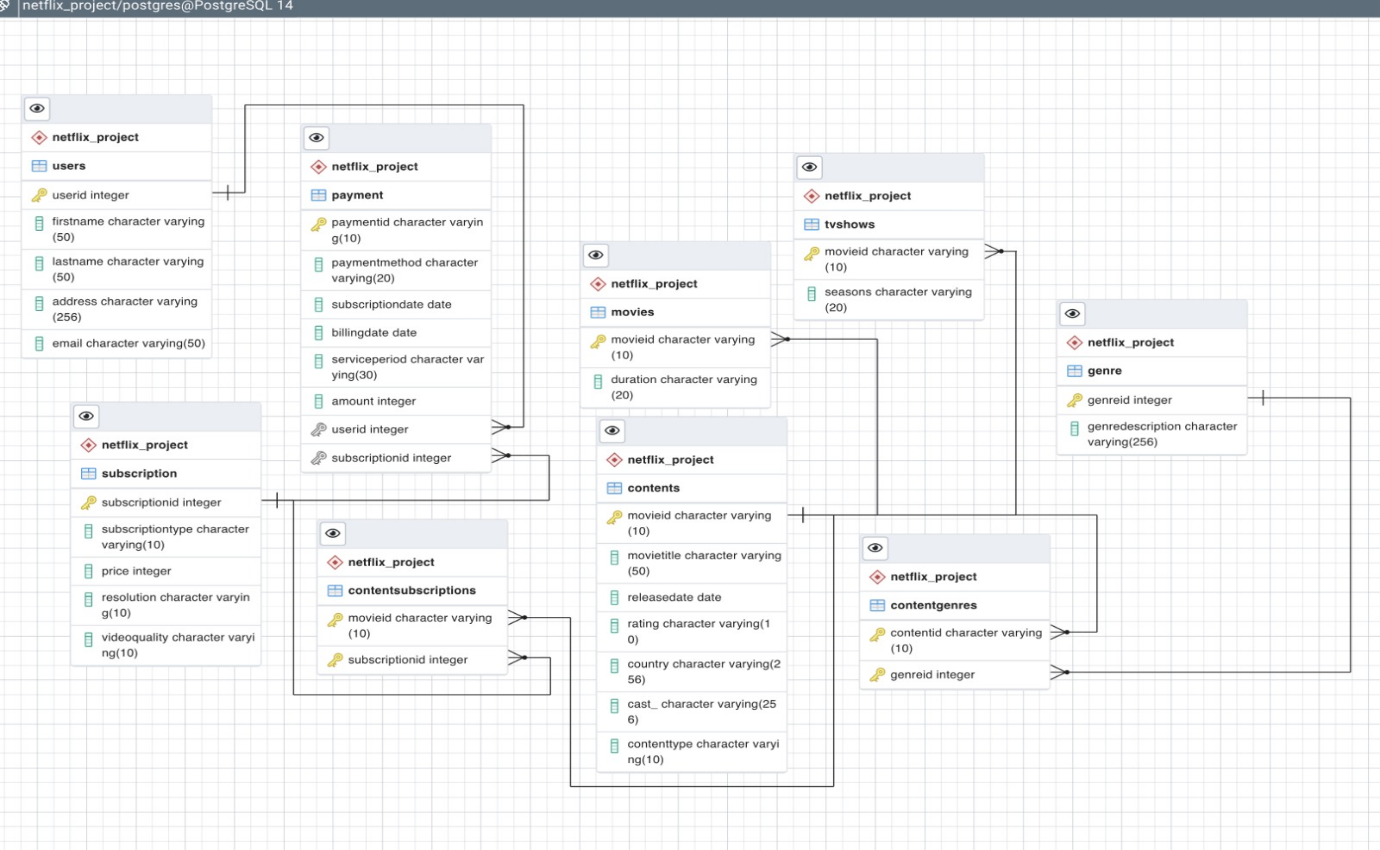 netflix_project/postgres@PostgreSQL 14
netflix_project
users
userid integer
firstname character varying
(50)
lastname character varying
(50)
address character varying
(256)
email character varying(50)
netflix_project
payment
paymentid character varyin
g(10)
paymentmethod character
varying(20)
subscriptiondate date
billingdate date
serviceperiod character var
ying(30)
amount integer
userid integer
subscriptionid integer
netflix_project
tvshows
movieid character varying
(10)
seasons character varying
(20)
netflix_project
movies
movieid character varying
(10)
duration character varying
(20)
netflix_project
genre
genreid integer
genredescription character
varying(256)
netflix_project
subscription
subscriptionid integer
subscriptiontype character
varying(10)
price integer
resolution character varyin
g(10)
videoquality character varyi
ng(10)
netflix_project
contentsubscriptions
movieid character varying
(10)
subscriptionid integer
netflix_project
contents
movieid character varying
(10)
movietitle character varying
(50)
releasedate date
rating character varying(1
0)
country character varying(2
56)
cast_ character varying(25
6)
contenttype character varyi
ng(10)
netflix_project
contentgenres
contentid character varying
(10)
genreid integer